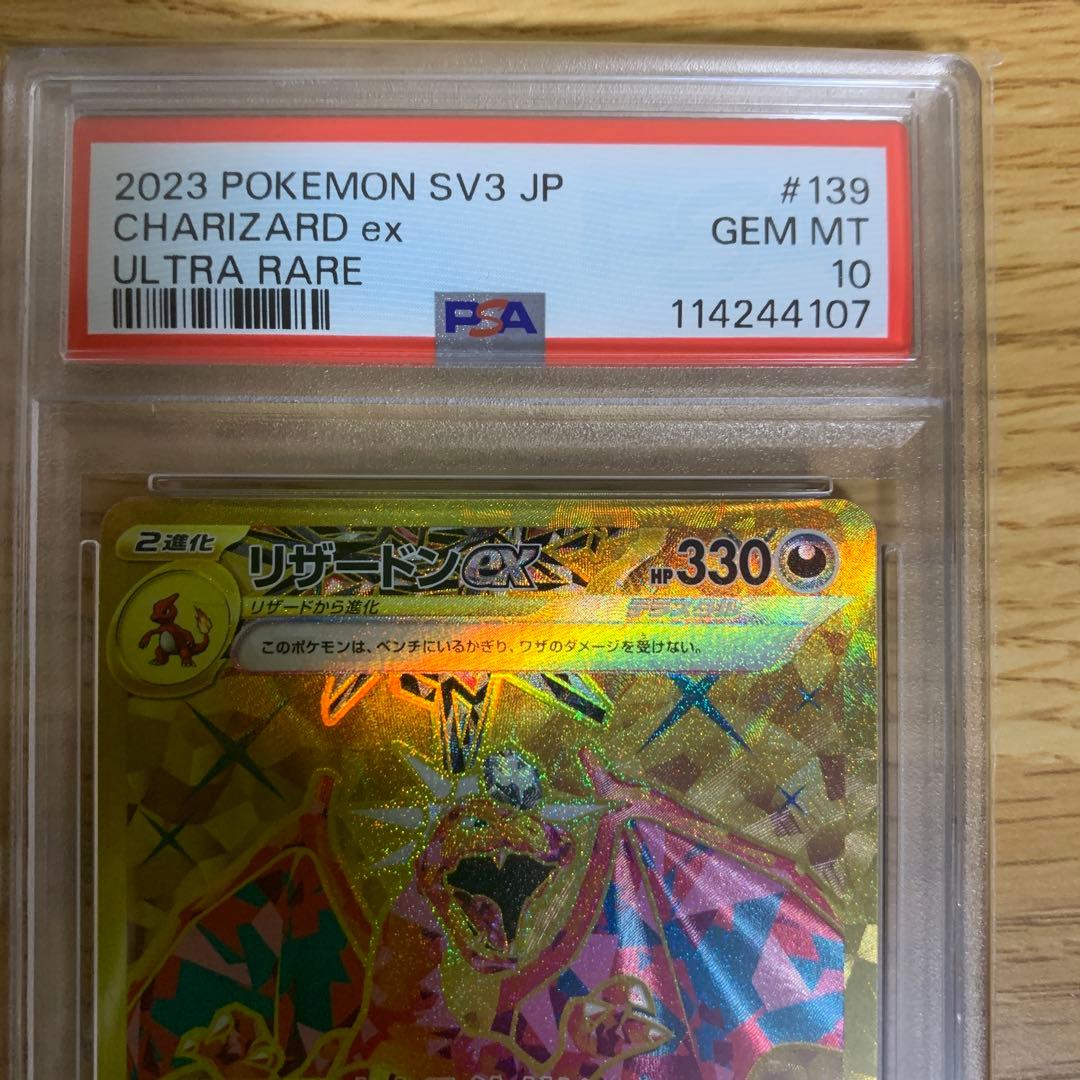 2023 POKEMON SV3 JP #139
CHARIZARD ex GEM MT
ULTRA RARE 10
PSA 114244107
2進化 リザードンex HP330
リザードから進化 テラスタル
このポケモンは、ベンチにいるかぎり、ワザのダメージを受けない。